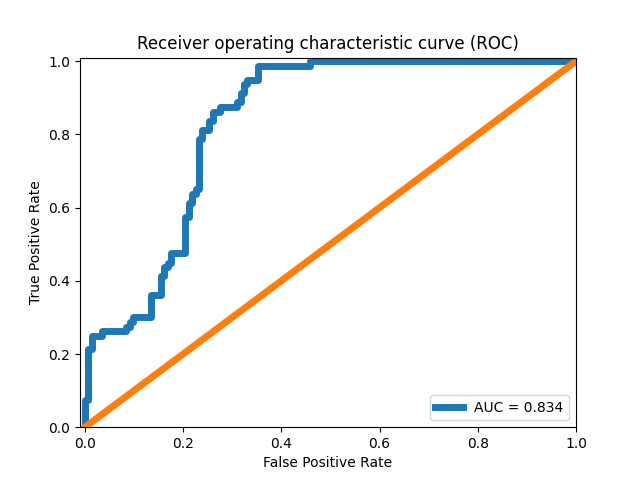 Receiver operating characteristic curve (ROC)
True Positive Rate
1.0
0.8
0.6
0.4
0.2
0.0
AUC = 0.834
0.0 0.2 0.4 0.6 0.8 1.0
False Positive Rate